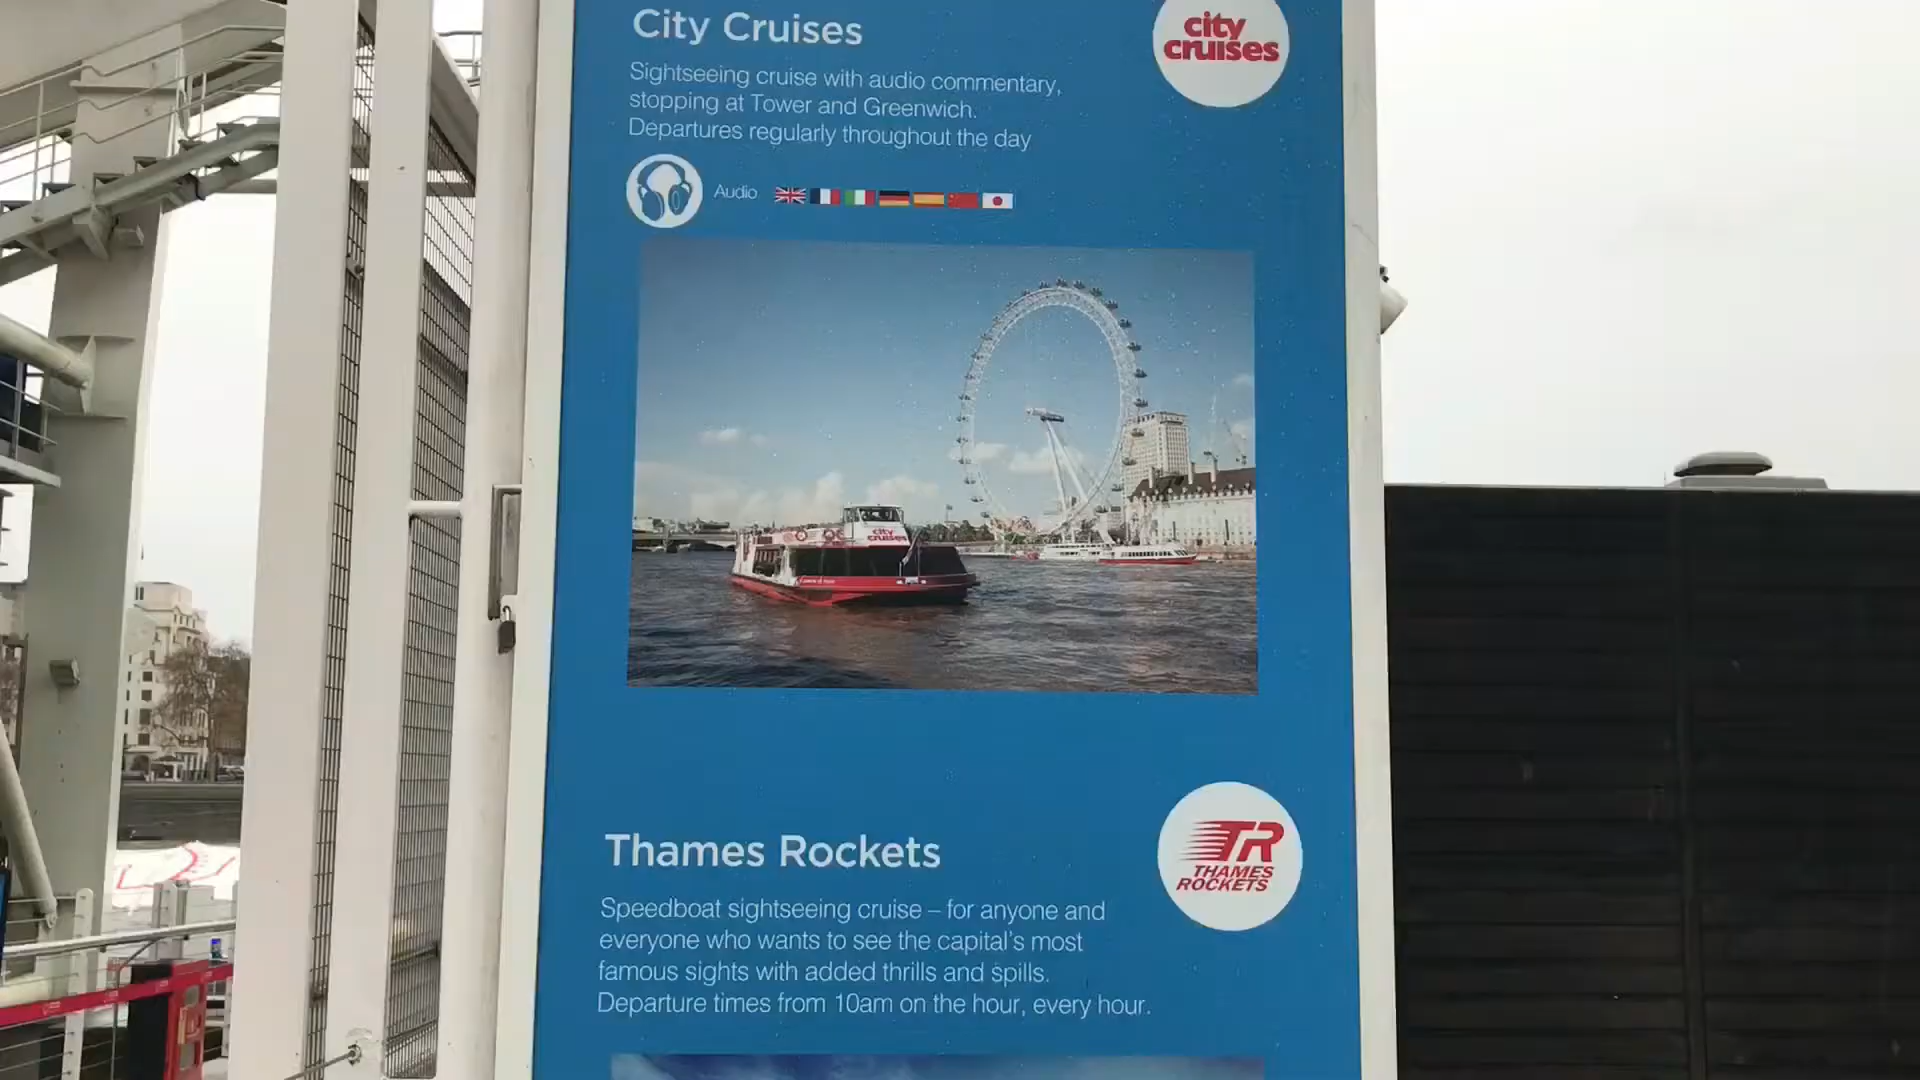 City Cruises
city
cruises
Sightseeing cruise with audio commentary,
stopping at Tower and Greenwich.
Departures regularly throughout the day
Audio
city
cruises
Thames Rockets
TR
THAMES
ROCKETS
Speedboat sightseeing cruise – for anyone and
everyone who wants to see the capital's most
famous sights with added thrills and spills.
Departure times from 10am on the hour, every hour.